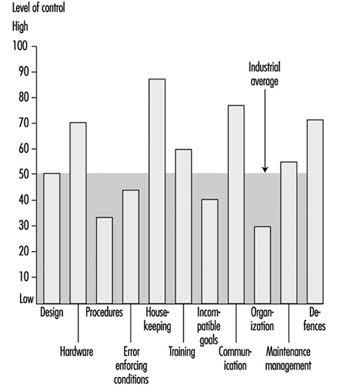 Level of control
High
100
90
80
70
60
50
40
30
20
10
Low
Industrial
average
Design
Procedures
House-
keeping
Incom-
patible
goals
Organ-
ization
De-
fences
Hardware
Error
enforcing
conditions
Training
Commun-
ication
Maintenance
management